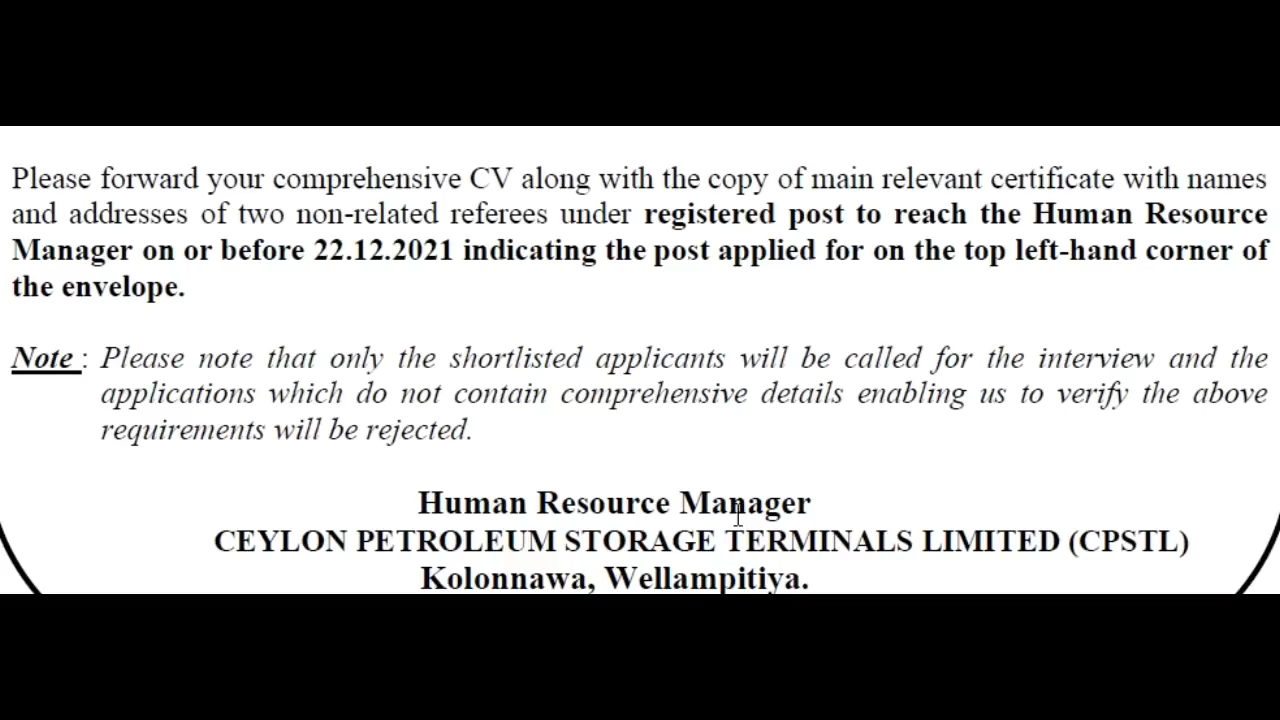 Please forward your comprehensive CV along with the copy of main relevant certificate with names
and addresses of two non-related referees under registered post to reach the Human Resource
Manager on or before 22.12.2021 indicating the post applied for on the top left-hand corner of
the envelope.
Note : Please note that only the shortlisted applicants will be called for the interview and the
applications which do not contain comprehensive details enabling us to verify the above
requirements will be rejected.
Human Resource Manager
CEYLON PETROLEUM STORAGE TERMINALS LIMITED (CPSTL)
Kolonnawa, Wellampitiya.